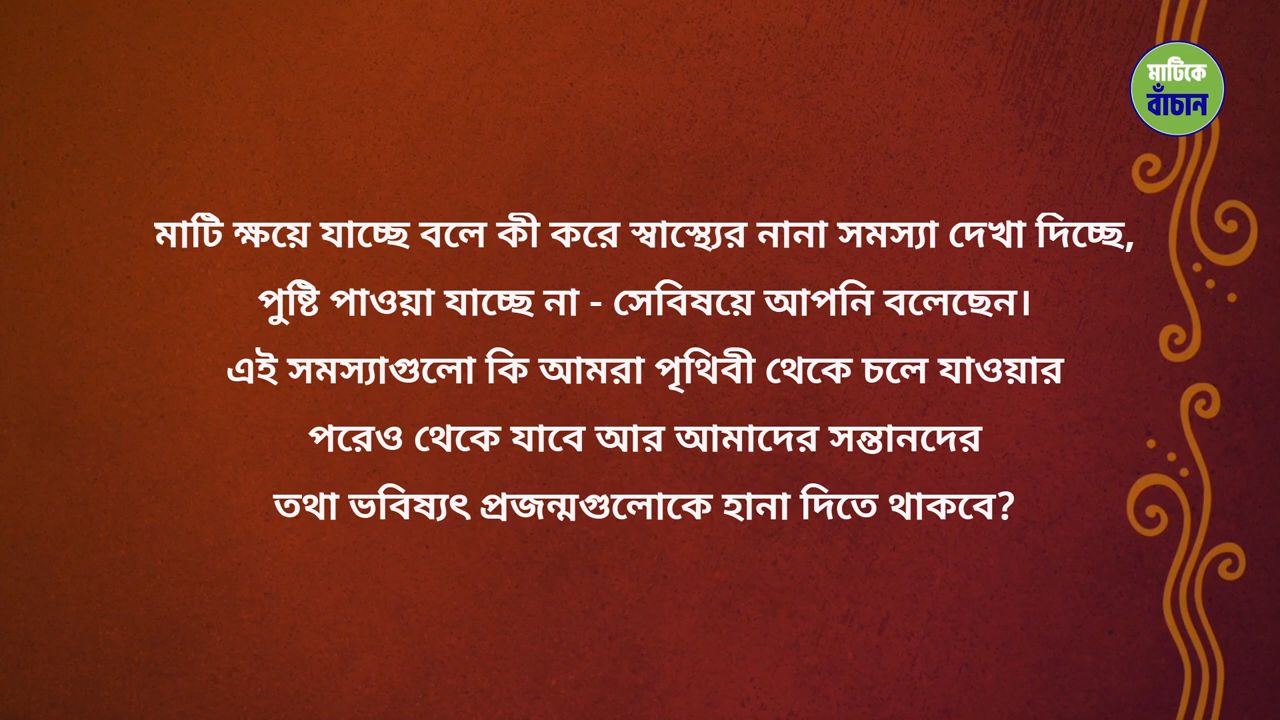 মাটিকে
বাঁচান
মাটি ক্ষয়ে যাচ্ছে বলে কী করে স্বাস্থ্যের নানা সমস্যা দেখা দিচ্ছে,
পুষ্টি পাওয়া যাচ্ছে না - সেবিষয়ে আপনি বলেছেন।
এই সমস্যাগুলো কি আমরা পৃথিবী থেকে চলে যাওয়ার
পরেও থেকে যাবে আর আমাদের সন্তানদের
তথা ভবিষ্যৎ প্রজন্মগুলোকে হানা দিতে থাকবে?